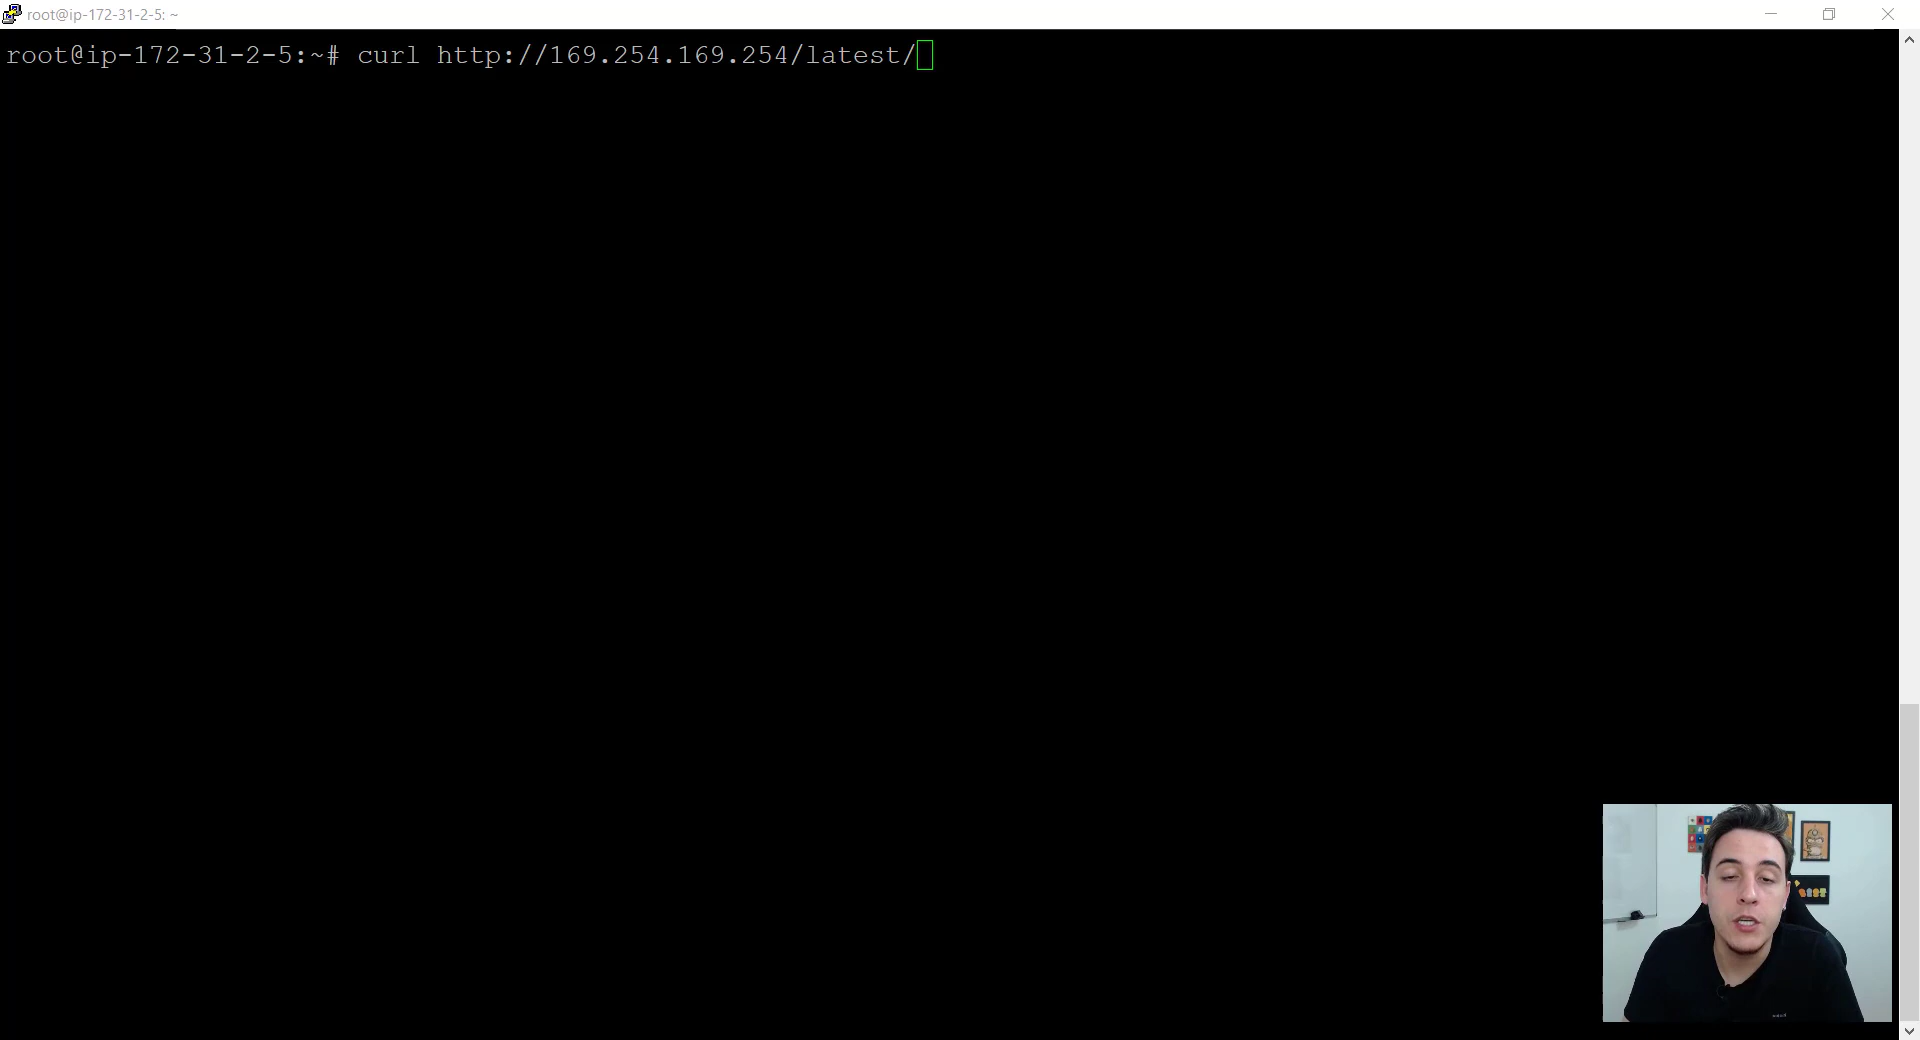 root@ip-172-31-2-5: ~
root@ip-172-31-2-5:~# curl http://169.254.169.254/latest/